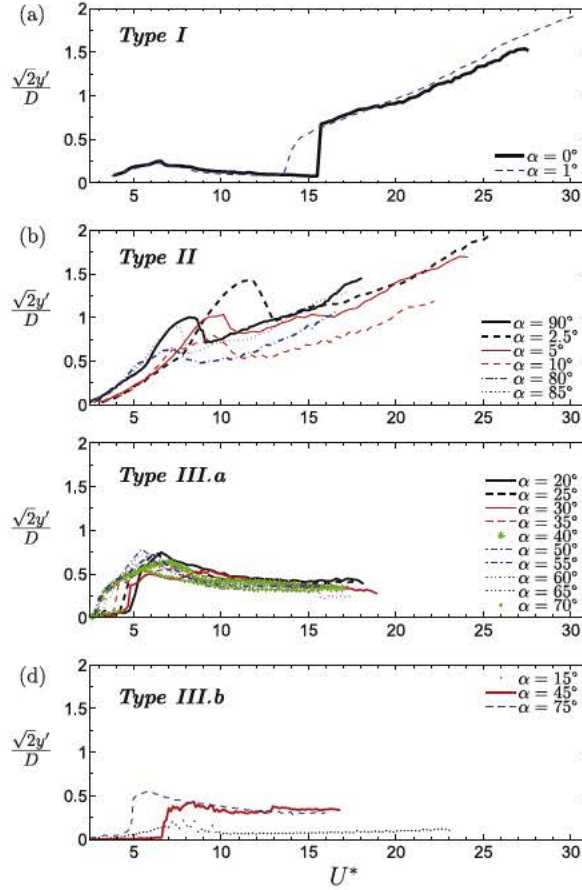 (a)
Type I
2
1.5
1
0.5
0
√2y′/D
α = 0°
α = 1°
5 10 15 20 25 30
(b)
Type II
2
1.5
1
0.5
0
√2y′/D
α = 90°
α = 2.5°
α = 5°
α = 10°
α = 80°
α = 85°
5 10 15 20 25 30
Type III.a
2
1.5
1
0.5
0
√2y′/D
α = 20°
α = 25°
α = 30°
α = 35°
α = 40°
α = 50°
α = 55°
α = 60°
α = 65°
α = 70°
5 10 15 20 25 30
(d)
Type III.b
2
1.5
1
0.5
0
√2y′/D
α = 15°
α = 45°
α = 75°
5 10 15 20 25 30
U*